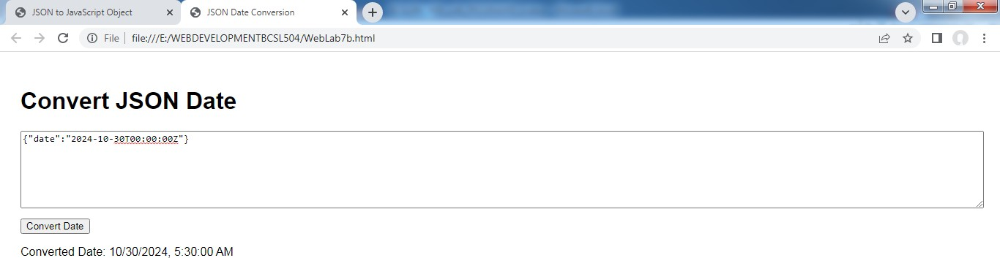 JSON to JavaScript Object
JSON Date Conversion
File
file:///E:/WEBDEVELOPMENTBCSL504/WebLab7b.html
Convert JSON Date
{"date":"2024-10-30T00:00:00Z"}
Convert Date
Converted Date: 10/30/2024, 5:30:00 AM